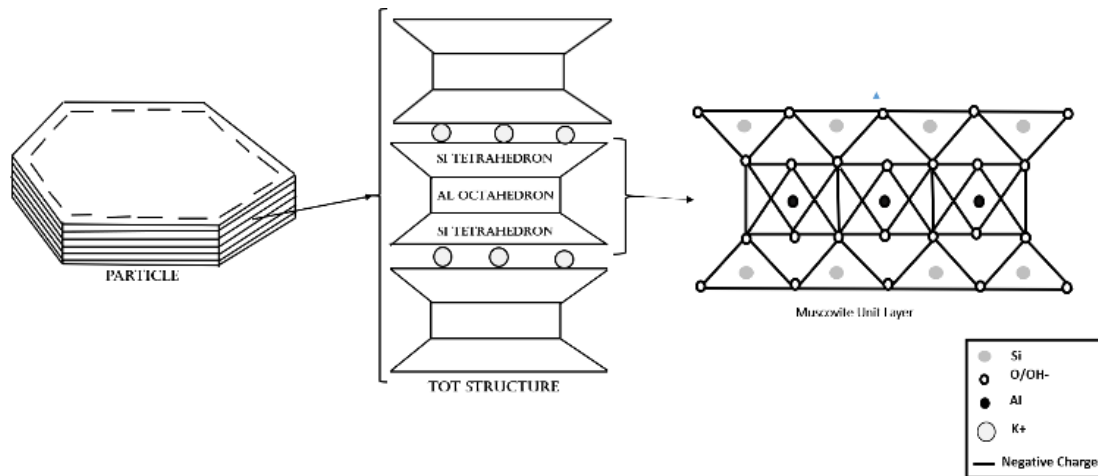 PARTICLE
SI TETRAHEDRON
AL OCTAHEDRON
SI TETRAHEDRON
TOT STRUCTURE
Muscovite Unit Layer
Si
O/OH-
Al
K+
Negative Charge